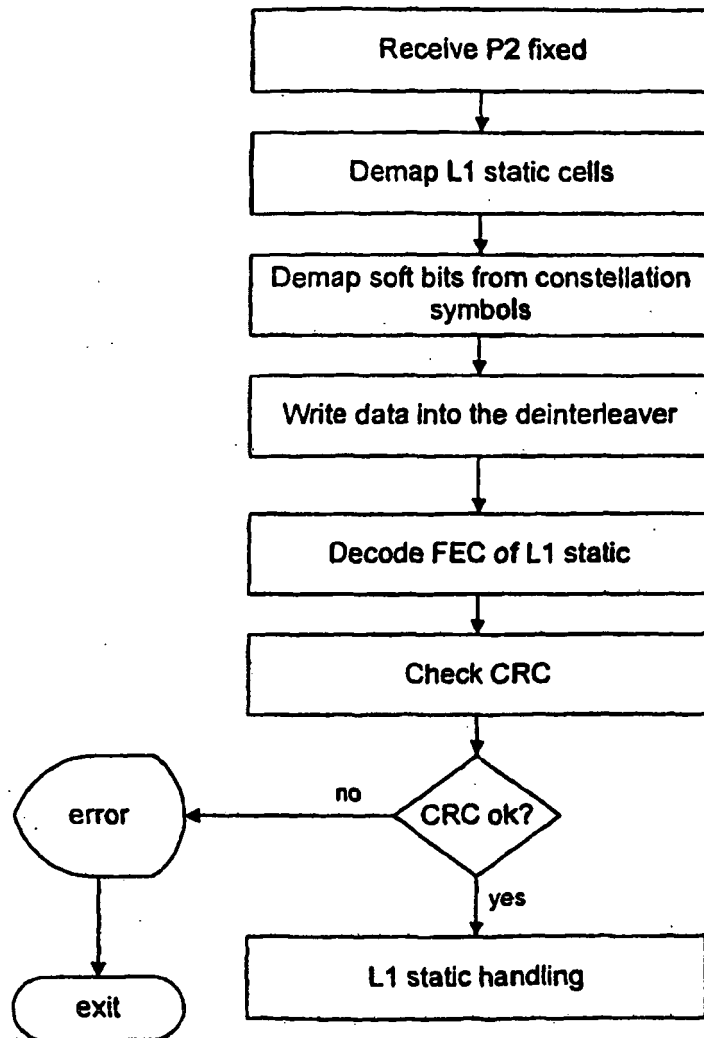 Receive P2 fixed
Demap L1 static cells
Demap soft bits from constellation
symbols
Write data into the deinterleaver
Decode FEC of L1 static
Check CRC
CRC ok?
no
error
yes
L1 static handling
exit